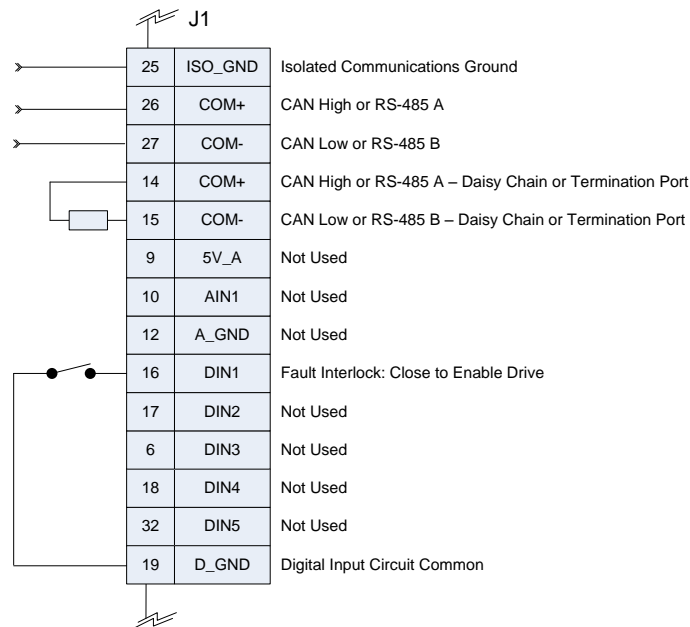 J1
25 ISO_GND Isolated Communications Ground
26 COM+ CAN High or RS-485 A
27 COM- CAN Low or RS-485 B
14 COM+ CAN High or RS-485 A – Daisy Chain or Termination Port
15 COM- CAN Low or RS-485 B – Daisy Chain or Termination Port
9 5V_A Not Used
10 AIN1 Not Used
12 A_GND Not Used
16 DIN1 Fault Interlock: Close to Enable Drive
17 DIN2 Not Used
6 DIN3 Not Used
18 DIN4 Not Used
32 DIN5 Not Used
19 D_GND Digital Input Circuit Common